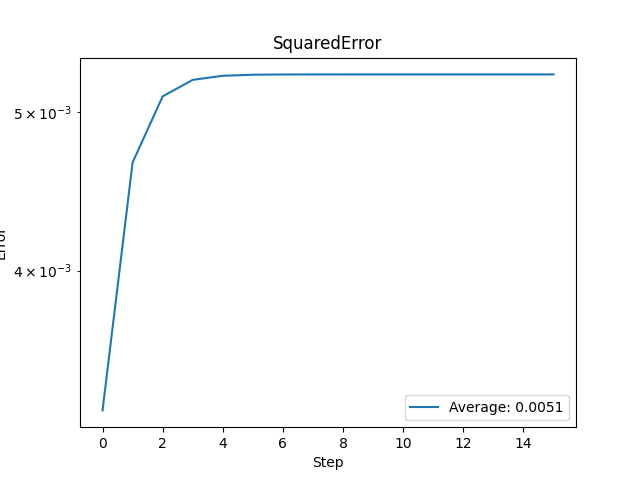 SquaredError
5 × 10⁻³
4 × 10⁻³
Error
Average: 0.0051
0 2 4 6 8 10 12 14
Step